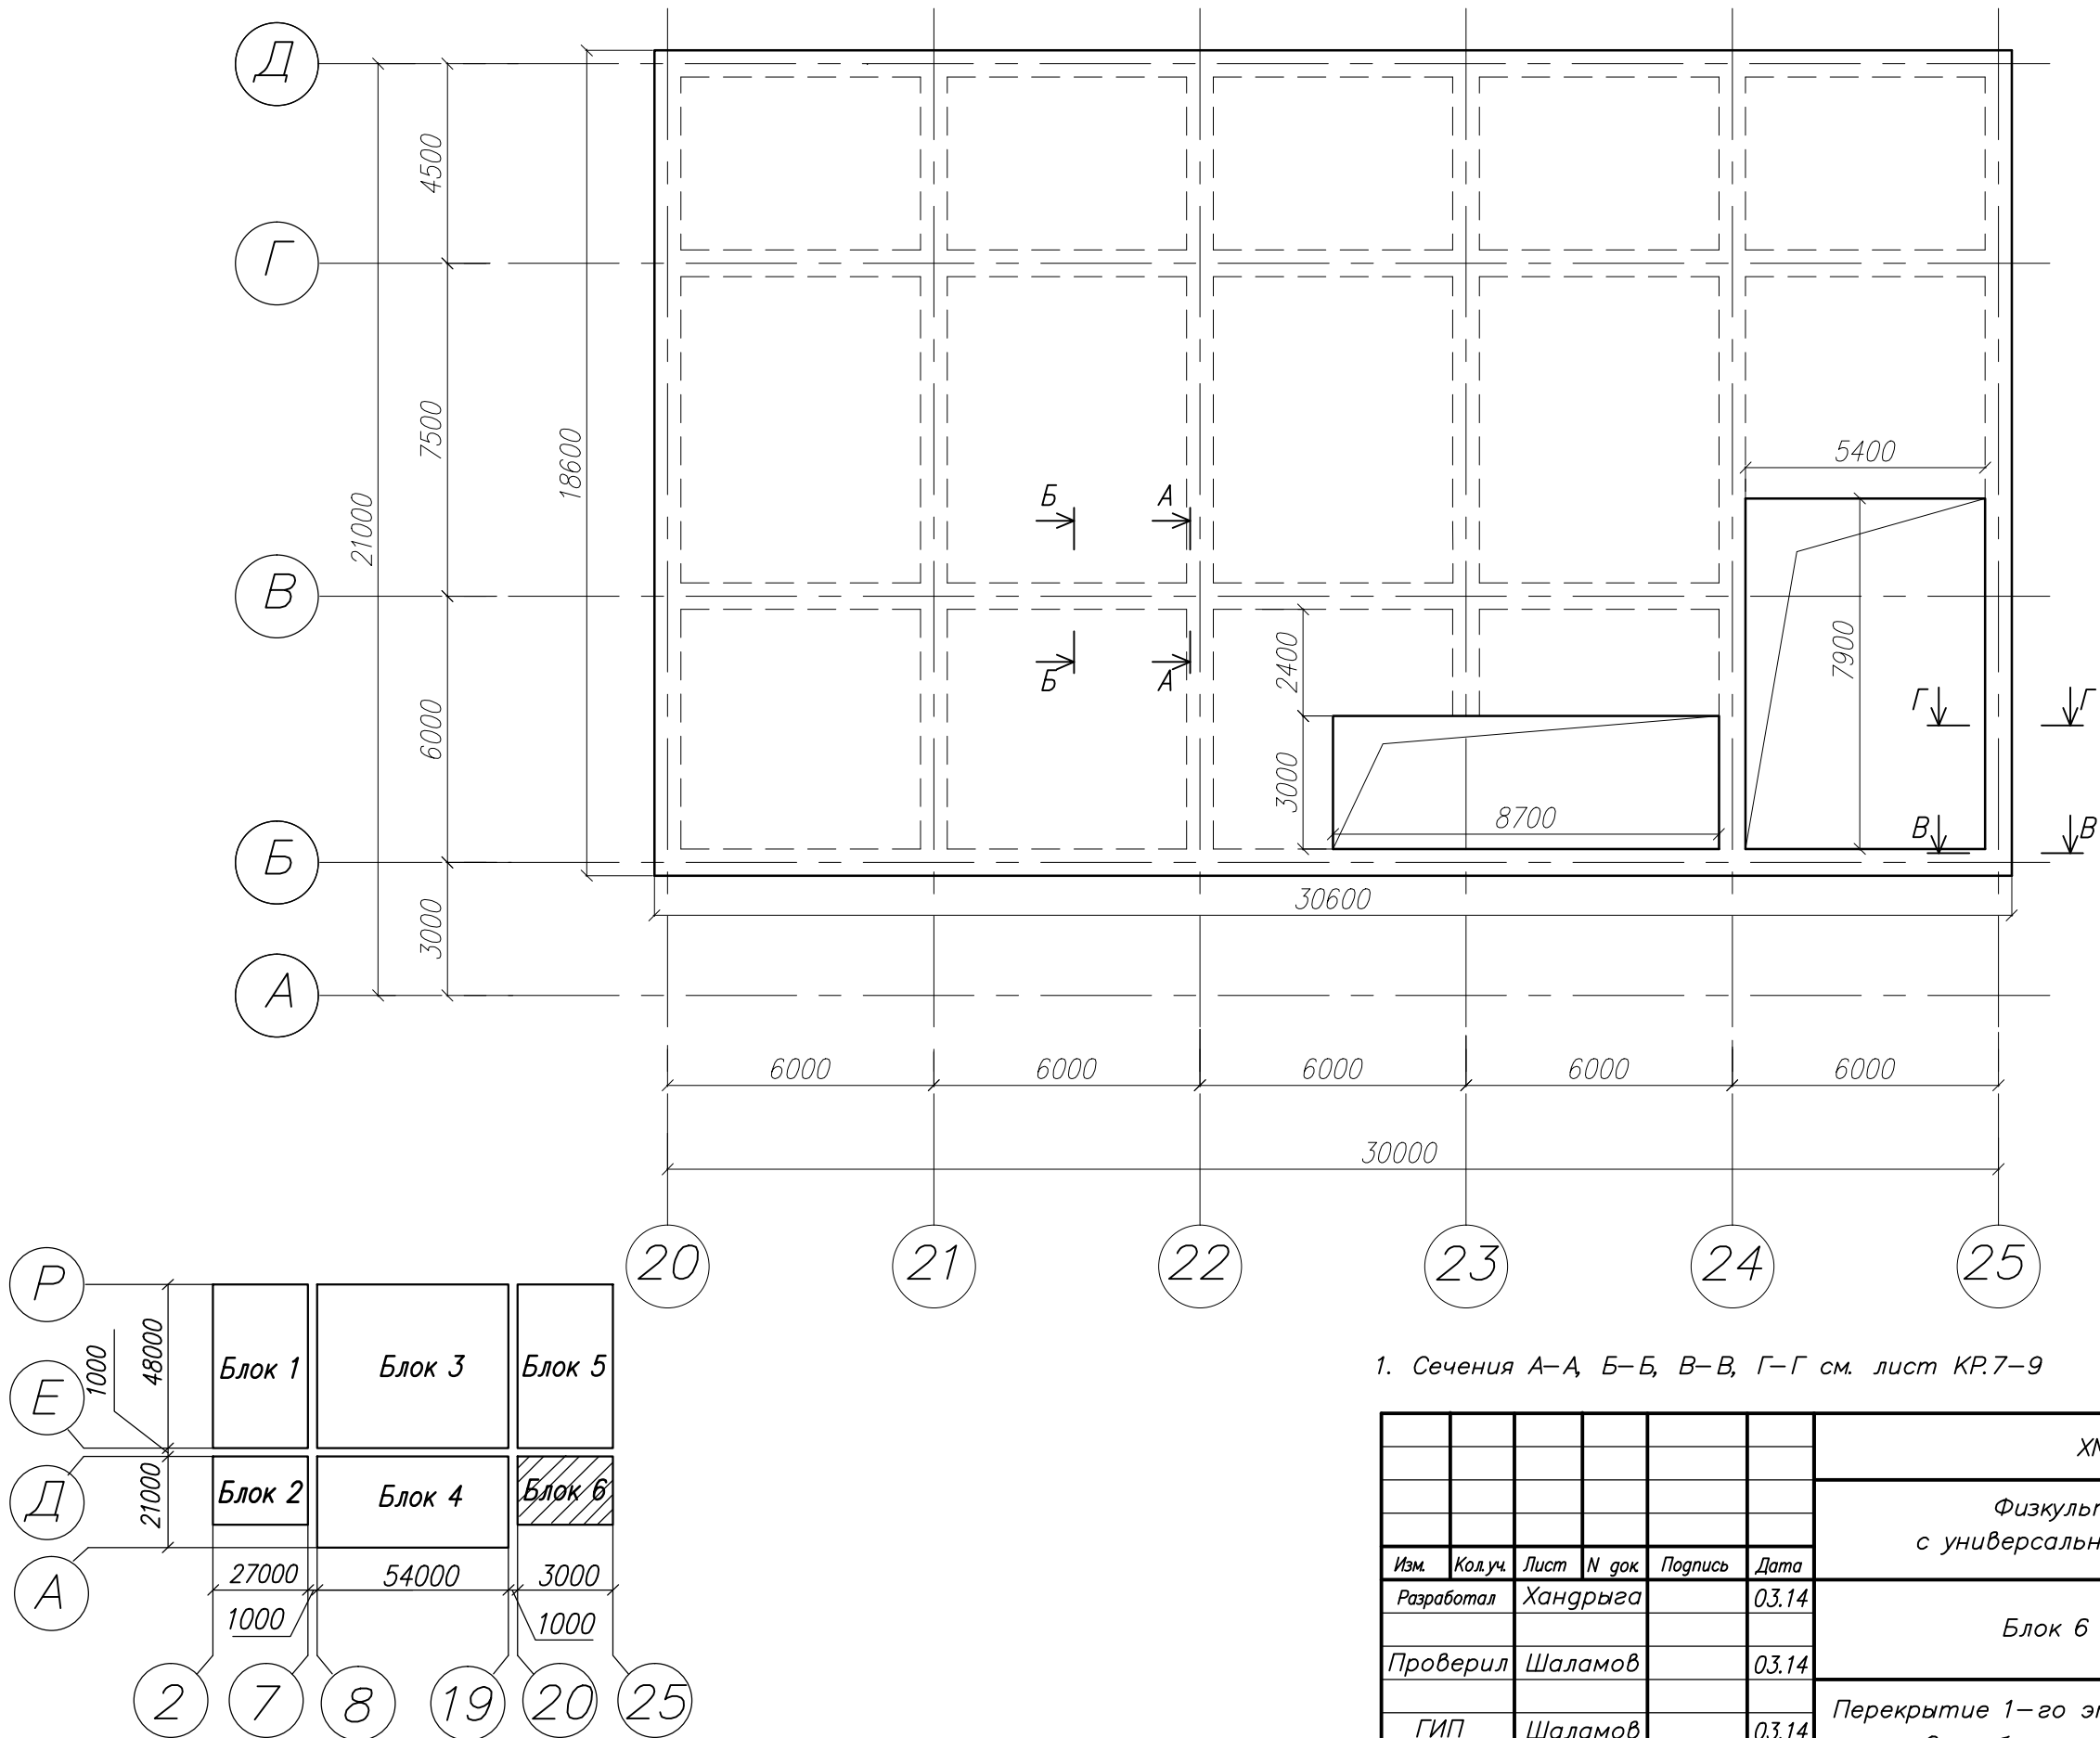 Д
4500
Г
7500
18600
21000
5400
Б
А
В
7900
2400
Б
А
Г
Г
6000
3000
8700
В
В
Б
30600
3000
А
6000
6000
6000
6000
6000
30000
20
21
22
23
24
25
Р
48000
1000
Блок 1
Блок 3
Блок 5
Е
Д
21000
Блок 2
Блок 4
Блок 6
А
27000
54000
3000
1000
1000
2
7
8
19
20
25
1. Сечения А-А, Б-Б, В-В, Г-Г см. лист КР.7-9
с универсальн
Изм.
Кол.уч.
Лист
N док
Подпись
Дата
Разработал
Хандрыга
03.14
Блок 6
Проверил
Шаламов
03.14
Перекрытие 1-го э
ГИП
Шаламов
03.14